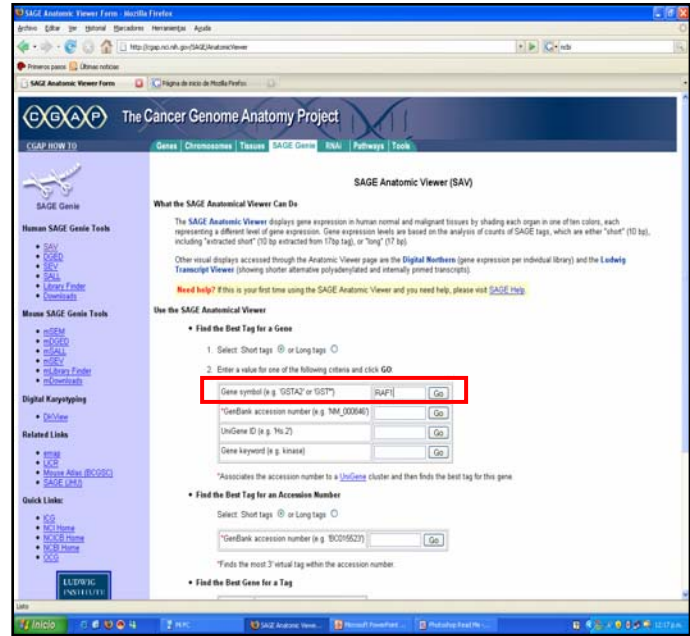 SAGE Anatomic Viewer Form - Mozilla Firefox
Archivo Editar Ver Historial Marcadores Herramientas Ayuda
http://cgap.nci.nih.gov/SAGE/AnatomicViewer
ncbi
Primeros pasos Últimas noticias
SAGE Anatomic Viewer Form
Página de inicio de Mozilla Firefox
CGAP The Cancer Genome Anatomy Project
CGAP HOW TO
Genes Chromosomes Tissues SAGE Genie RNAi Pathways Tools
SAGE Genie
Human SAGE Genie Tools
SAV
DGED
SEV
SALL
Library Finder
Downloads
Mouse SAGE Genie Tools
mSEM
mDGED
mSALL
mSEV
mLibrary Finder
mDownloads
Digital Karyotyping
DKView
Related Links
emap
LICR
Mouse Atlas (BCGSC)
SAGE (JHU)
Quick Links:
ICG
NCI Home
NCICB Home
NCBI Home
OCG
LUDWIG
INSTITUTE
SAGE Anatomic Viewer (SAV)
What the SAGE Anatomical Viewer Can Do
The SAGE Anatomic Viewer displays gene expression in human normal and malignant tissues by shading each organ in one of ten colors, each
representing a different level of gene expression. Gene expression levels are based on the analysis of counts of SAGE tags, which are either "short" (10 bp),
including "extracted short" (10 bp extracted from 17bp tag), or "long" (17 bp).
Other visual displays accessed through the Anatomic Viewer page are the Digital Northern (gene expression per individual library) and the Ludwig
Transcript Viewer (showing shorter alternative polyadenylated and internally primed transcripts).
Need help? If this is your first time using the SAGE Anatomic Viewer and you need help, please visit SAGE Help.
Use the SAGE Anatomical Viewer
Find the Best Tag for a Gene
1. Select: Short tags or Long tags
2. Enter a value for one of the following criteria and click GO:
Gene symbol (e.g. 'GSTA2' or 'GST*') RAF1 Go
*GenBank accession number (e.g. 'NM_000646') Go
UniGene ID (e.g. 'Hs.2') Go
Gene keyword (e.g. kinase) Go
*Associates the accession number to a UniGene cluster and then finds the best tag for this gene.
Find the Best Tag for an Accession Number
Select: Short tags or Long tags
*GenBank accession number (e.g. 'BC015523') Go
*Finds the most 3' virtual tag within the accession number.
Find the Best Gene for a Tag
Listo
Inicio
SAGE Anatomic Viewe...
Microsoft PowerPoint ...
Photoshop Read Me -...
12:17 p.m.